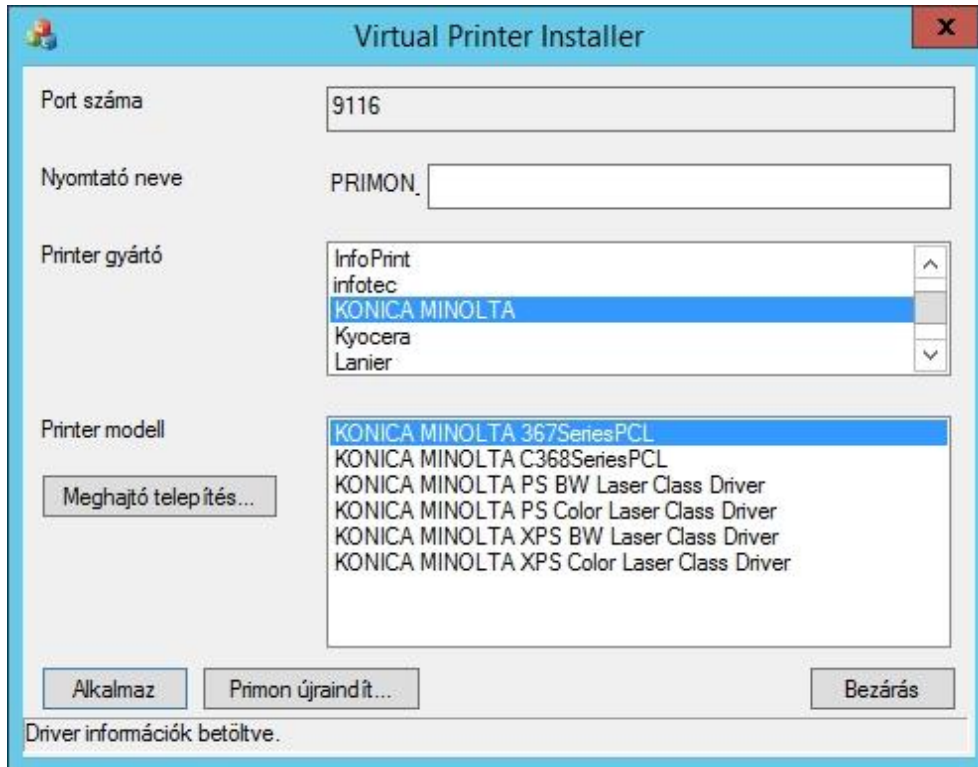 Virtual Printer Installer
x
Port száma
9116
Nyomtató neve
PRIMON_
Printer gyártó
InfoPrint
infotec
KONICA MINOLTA
Kyocera
Lanier
Printer modell
Meghajtó telepítés...
KONICA MINOLTA 367SeriesPCL
KONICA MINOLTA C368SeriesPCL
KONICA MINOLTA PS BW Laser Class Driver
KONICA MINOLTA PS Color Laser Class Driver
KONICA MINOLTA XPS BW Laser Class Driver
KONICA MINOLTA XPS Color Laser Class Driver
Alkalmaz
Primon újraindít...
Bezárás
Driver információk betöltve.